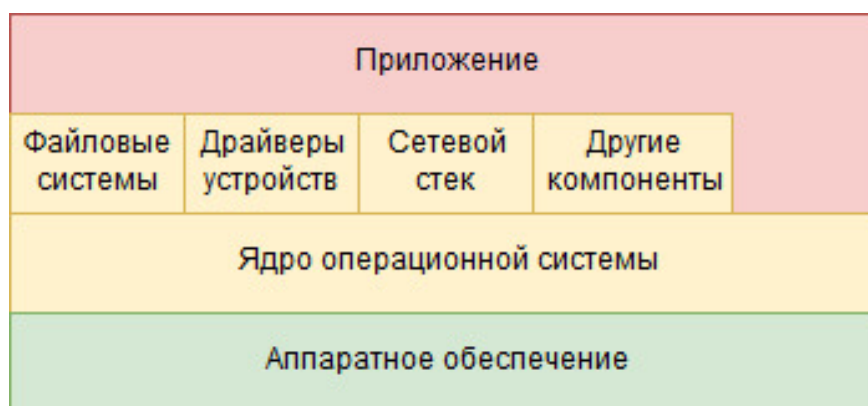 Приложение
Файловые системы
Драйверы устройств
Сетевой стек
Другие компоненты
Ядро операционной системы
Аппаратное обеспечение